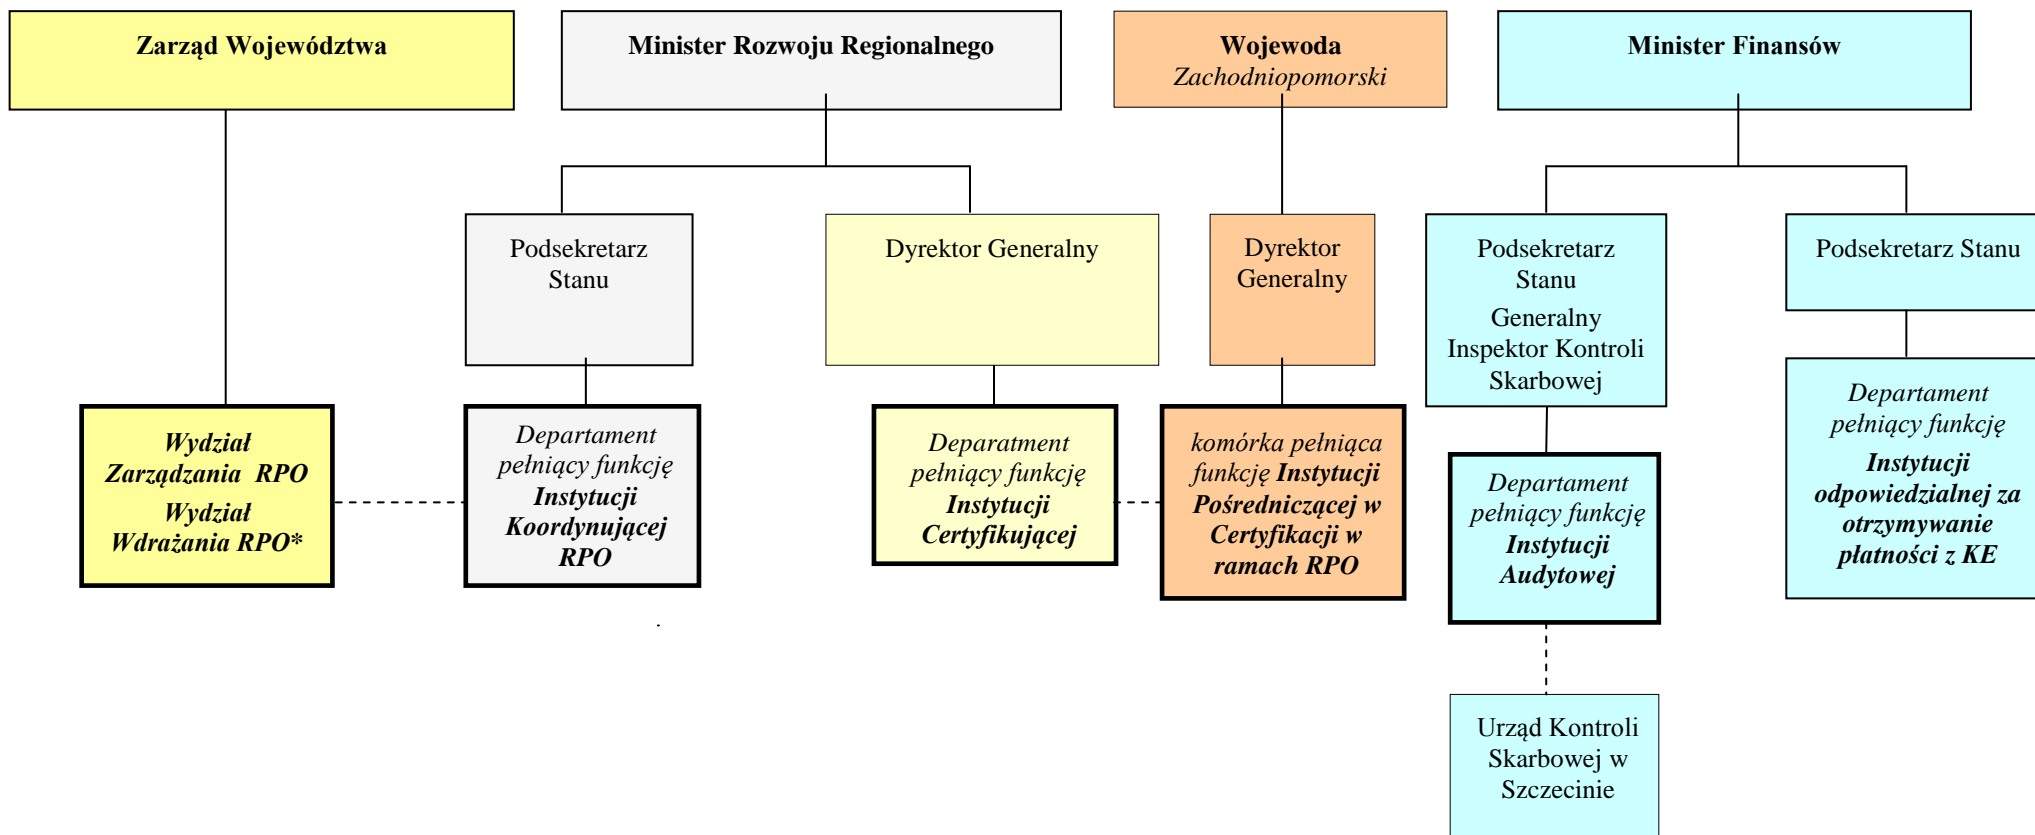 Zarząd Województwa
Minister Rozwoju Regionalnego
Wojewoda
Zachodniopomorski
Minister Finansów
Podsekretarz
Stanu
Dyrektor Generalny
Dyrektor
Generalny
Podsekretarz
Stanu
Generalny
Inspektor Kontroli
Skarbowej
Podsekretarz Stanu
Wydział
Zarządzania RPO
Wydział
Wdrażania RPO*
Departament
pełniący funkcję
Instytucji
Koordynującej
RPO
Deparatment
pełniący funkcję
Instytucji
Certyfikującej
komórka pełniąca
funkcję Instytucji
Pośredniczącej w
Certyfikacji w
ramach RPO
Departament
pełniący funkcję
Instytucji
Audytowej
Departament
pełniący funkcję
Instytucji
odpowiedzialnej za
otrzymywanie
płatności z KE
.
Urząd Kontroli
Skarbowej w
Szczecinie